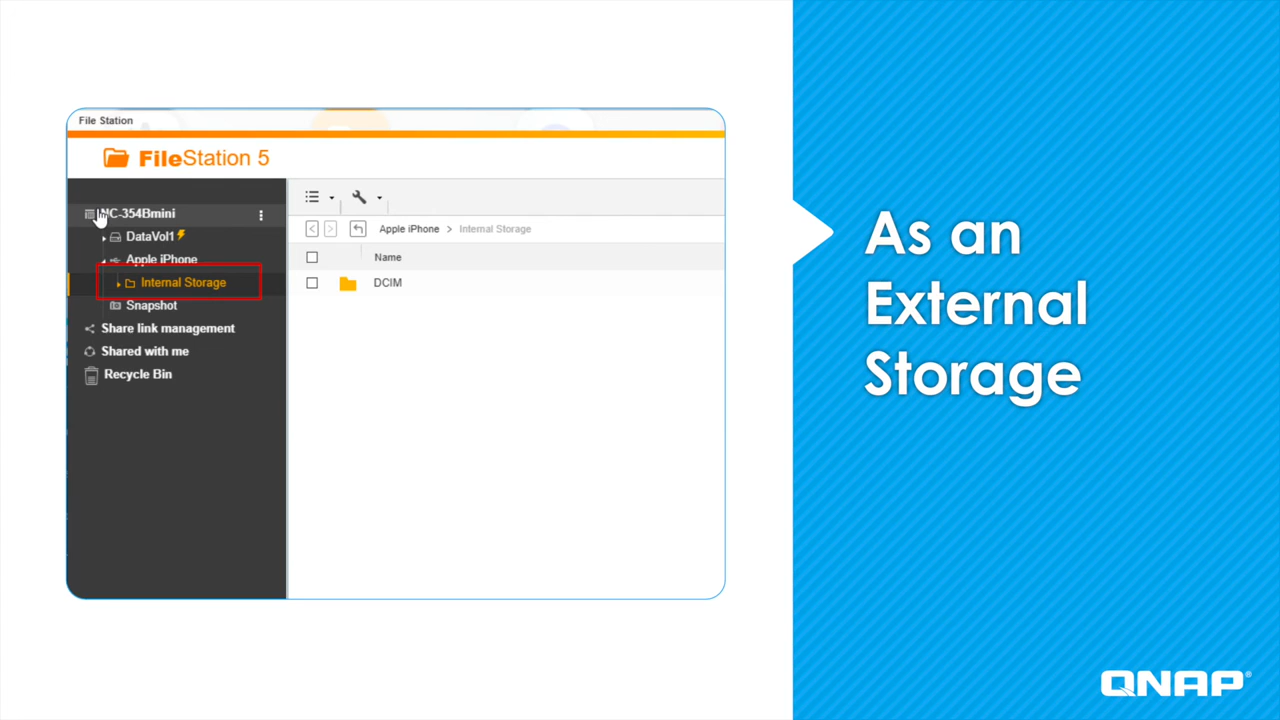 File Station
FileStation 5
NC-354Bmini
DataVol1
Apple iPhone
Internal Storage
Snapshot
Share link management
Shared with me
Recycle Bin
Apple iPhone > Internal Storage
Name
DCIM
As an
External
Storage
QNAP®